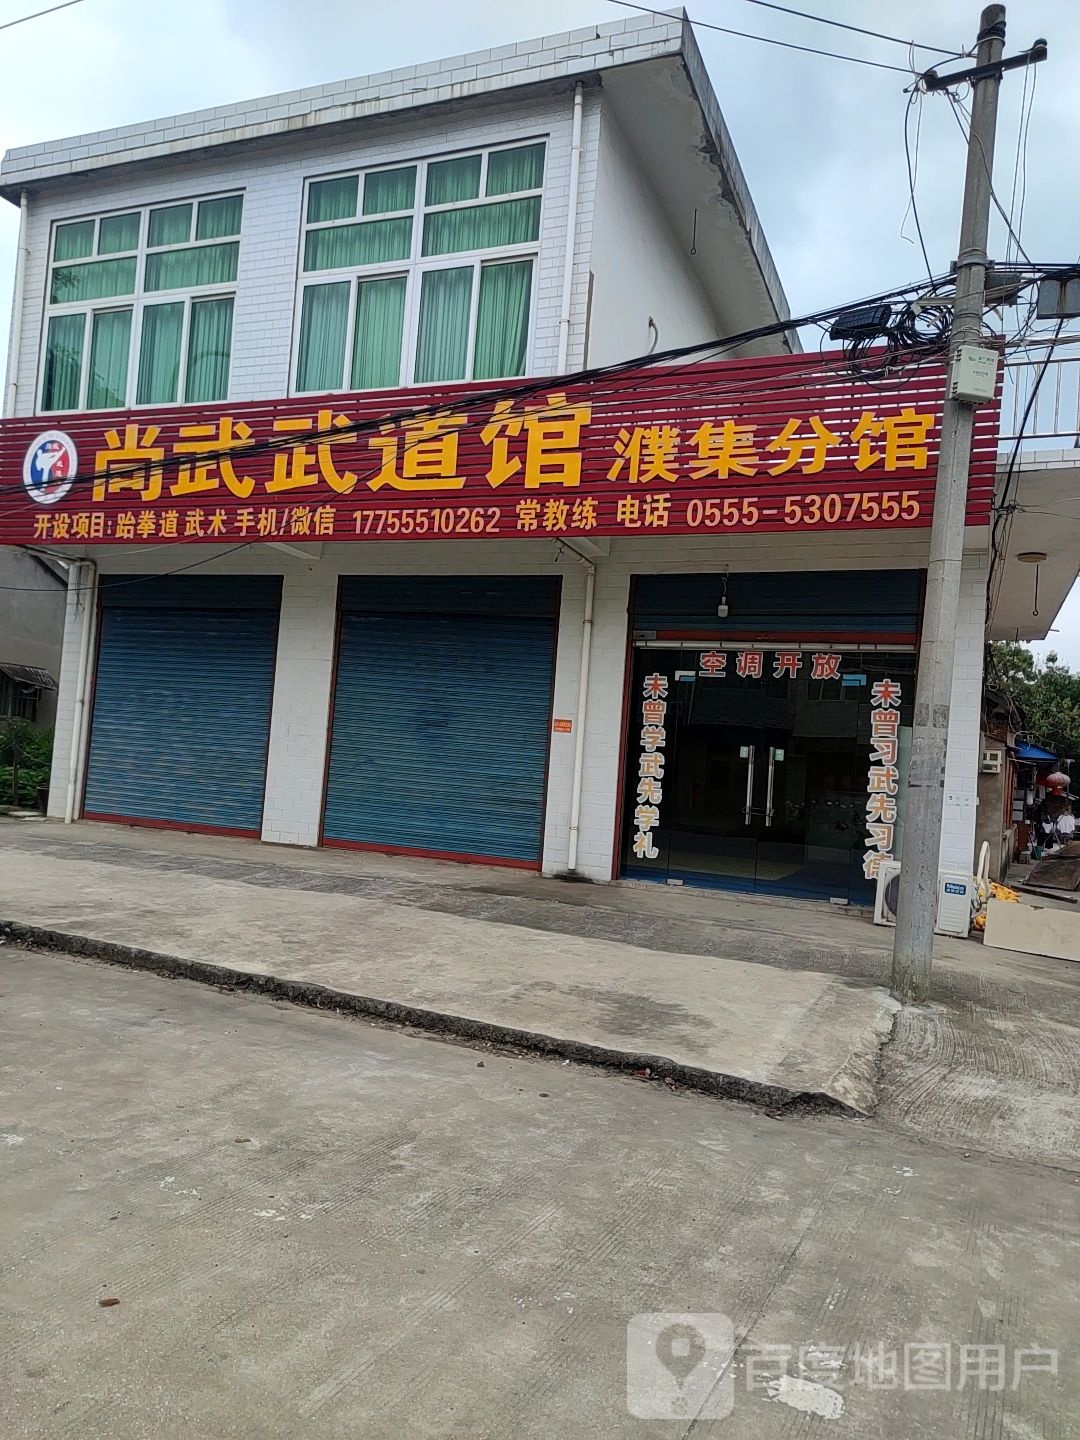 尚武武道馆 濮集分馆
开设项目:跆拳道 武术 手机/微信 17755510262 常教练 电话 0555-5307555
空调开放
未曾学武先学礼
未曾习武先习德
百度地图用户